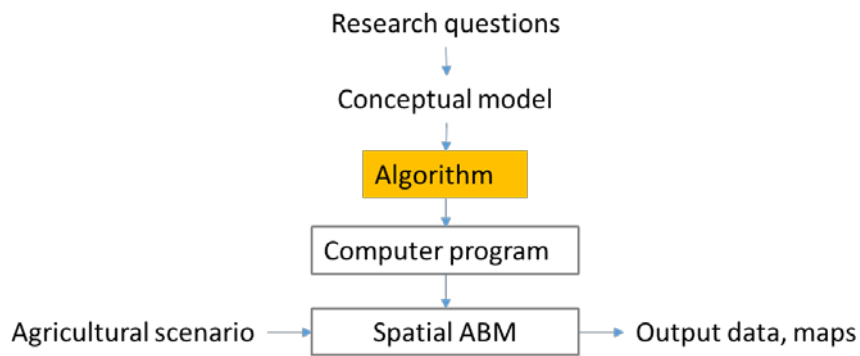 Research questions
Conceptual model
Algorithm
Computer program
Agricultural scenario
Spatial ABM
Output data, maps